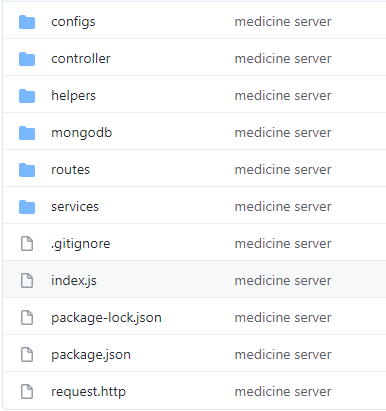 configs medicine server
controller medicine server
helpers medicine server
mongodb medicine server
routes medicine server
services medicine server
.gitignore medicine server
index.js medicine server
package-lock.json medicine server
package.json medicine server
request.http medicine server